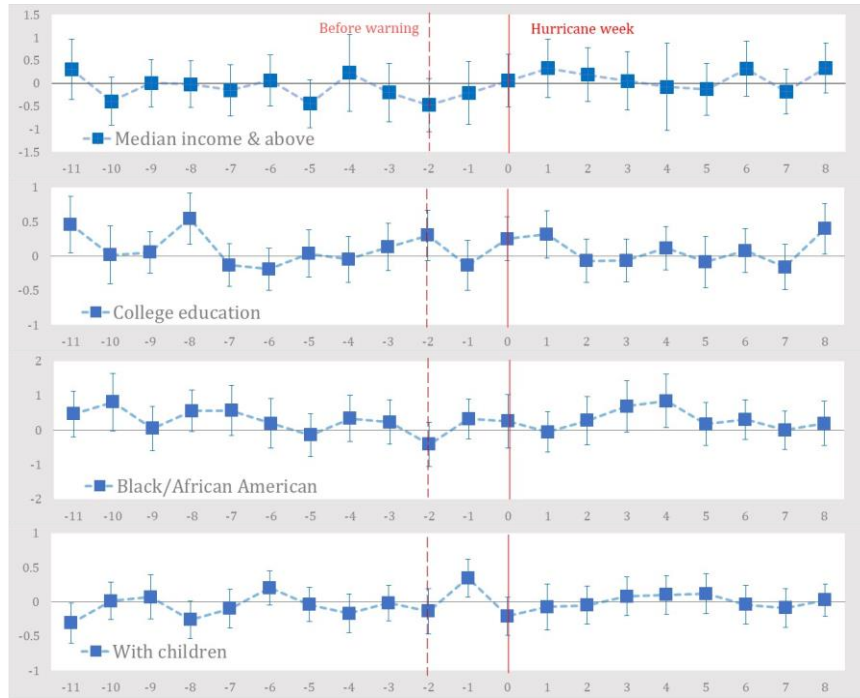 Before warning
Hurricane week
1.5
1
0.5
0
-0.5
-1
-1.5
Median income & above
-11 -10 -9 -8 -7 -6 -5 -4 -3 -2 -1 0 1 2 3 4 5 6 7 8
1
0.5
0
-0.5
-1
College education
-11 -10 -9 -8 -7 -6 -5 -4 -3 -2 -1 0 1 2 3 4 5 6 7 8
2
1
0
-1
-2
Black/African American
-11 -10 -9 -8 -7 -6 -5 -4 -3 -2 -1 0 1 2 3 4 5 6 7 8
1
0.5
0
-0.5
-1
With children
-11 -10 -9 -8 -7 -6 -5 -4 -3 -2 -1 0 1 2 3 4 5 6 7 8